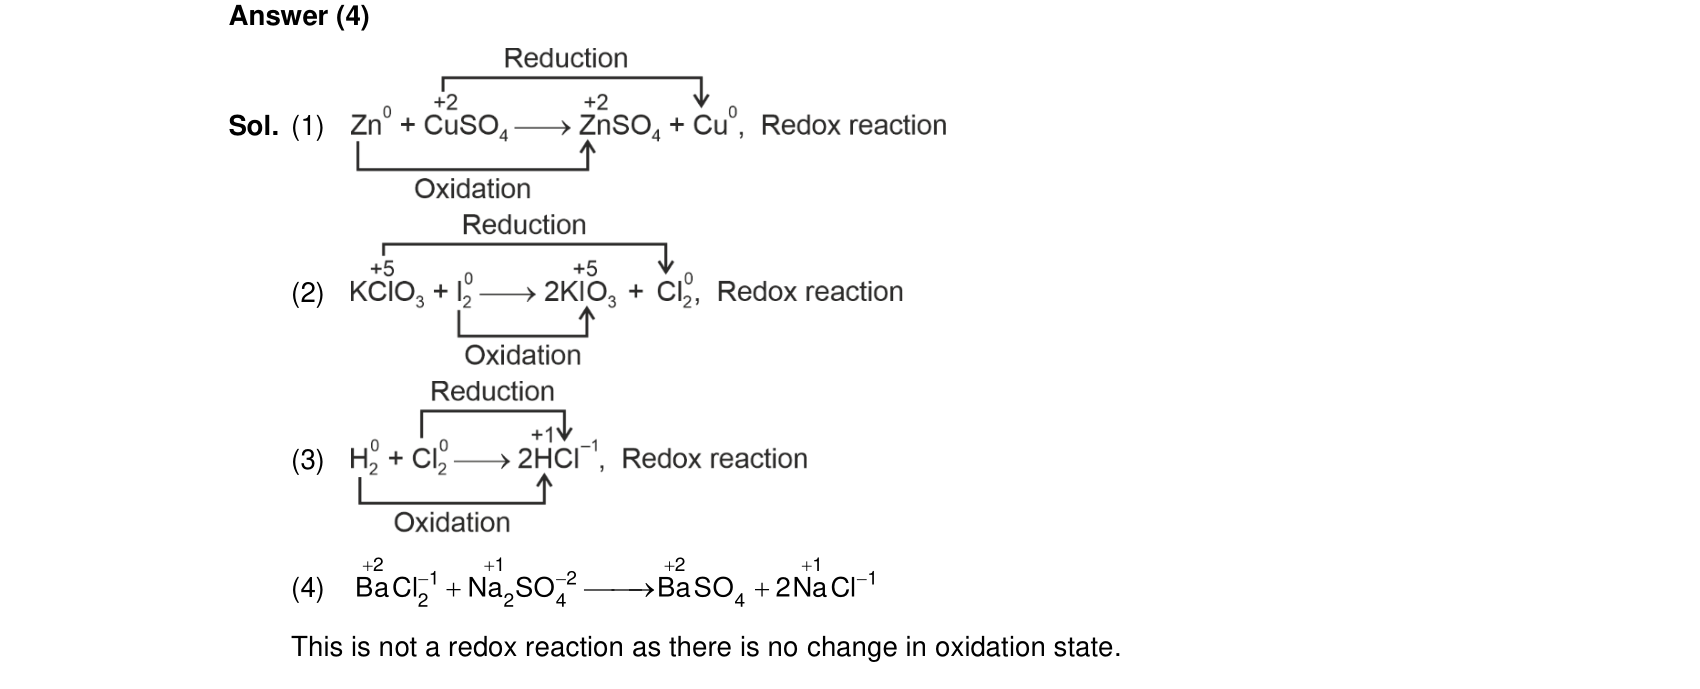 Answer (4)
Reduction
+2 +2
Sol. (1) Zn⁰ + CuSO₄ ⟶ ZnSO₄ + Cu⁰, Redox reaction
Oxidation
Reduction
+5 +5
(2) KClO₃ + I₂⁰ ⟶ 2KIO₃ + Cl₂⁰, Redox reaction
Oxidation
Reduction
+1
(3) H₂⁰ + Cl₂⁰ ⟶ 2HCl⁻¹, Redox reaction
Oxidation
+2 +1 +2 +1
(4) BaCl₂⁻¹ + Na₂SO₄⁻² ⟶ BaSO₄ + 2NaCl⁻¹
This is not a redox reaction as there is no change in oxidation state.